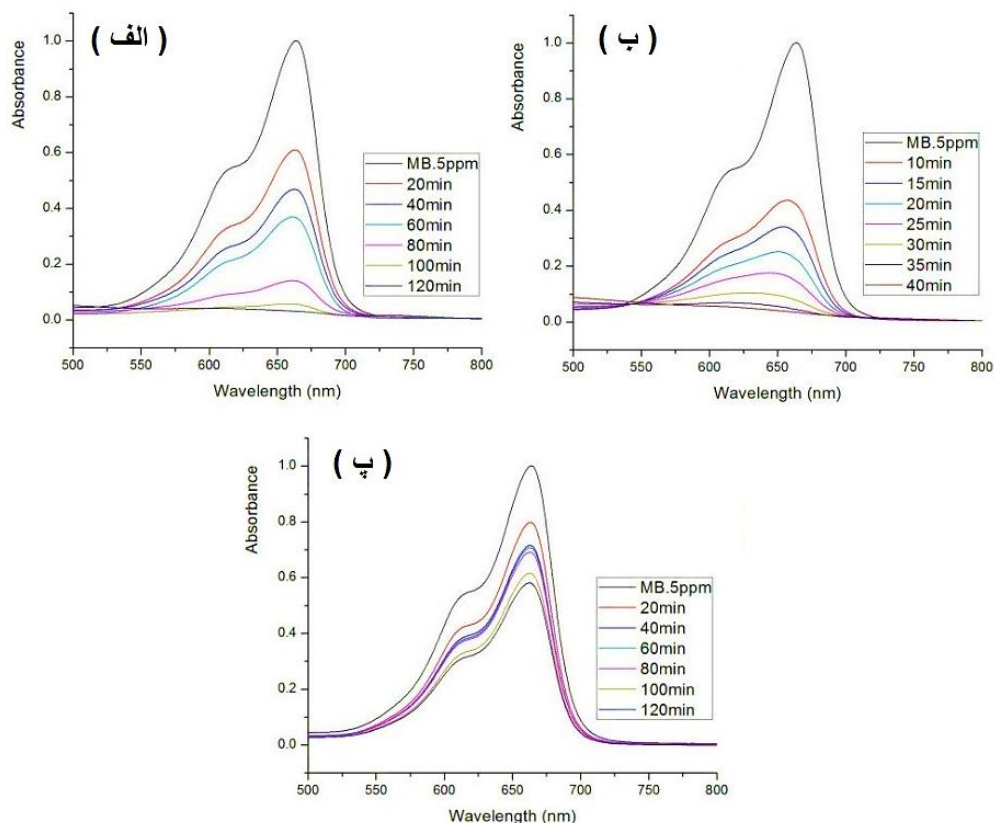 ( الف )
Absorbance
1.0
0.8
0.6
0.4
0.2
0.0
500 550 600 650 700 750 800
Wavelength (nm)
MB.5ppm
20min
40min
60min
80min
100min
120min
( ب )
Absorbance
1.0
0.8
0.6
0.4
0.2
0.0
500 550 600 650 700 750 800
Wavelength (nm)
MB.5ppm
10min
15min
20min
25min
30min
35min
40min
( پ )
Absorbance
1.0
0.8
0.6
0.4
0.2
0.0
500 550 600 650 700 750 800
Wavelength (nm)
MB.5ppm
20min
40min
60min
80min
100min
120min